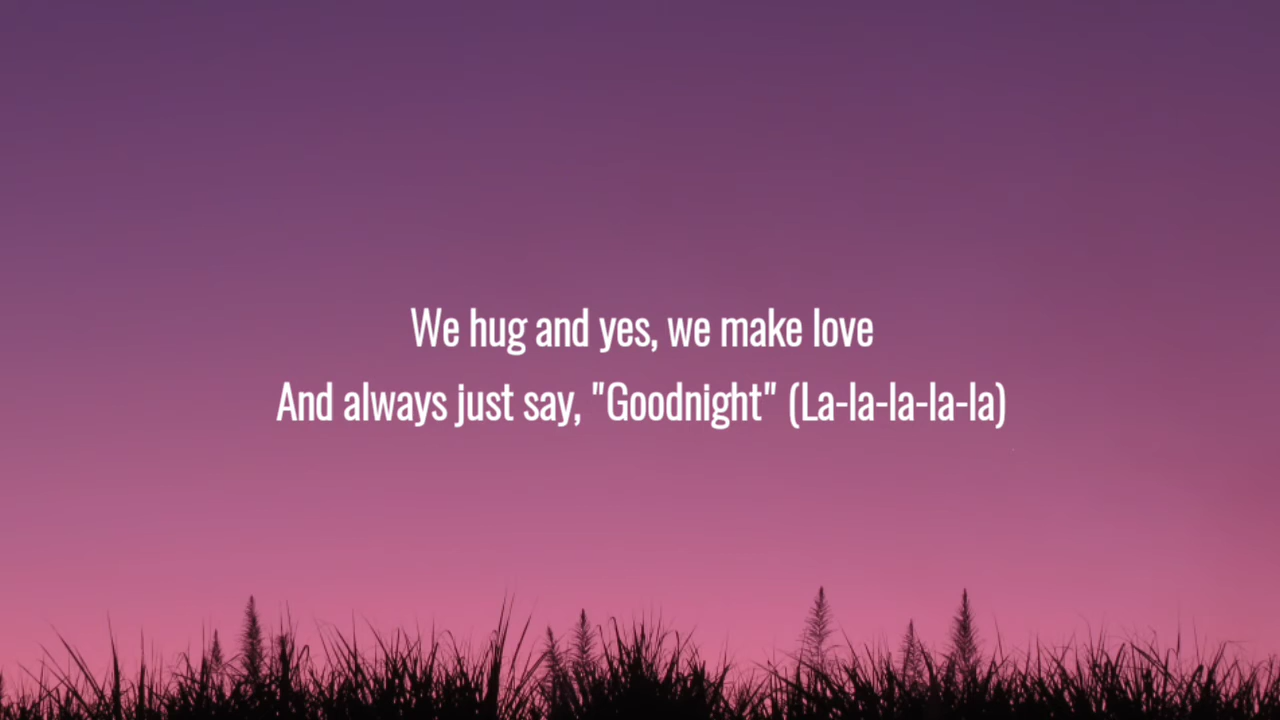 We hug and yes, we make love
And always just say, "Goodnight" (La-la-la-la-la)